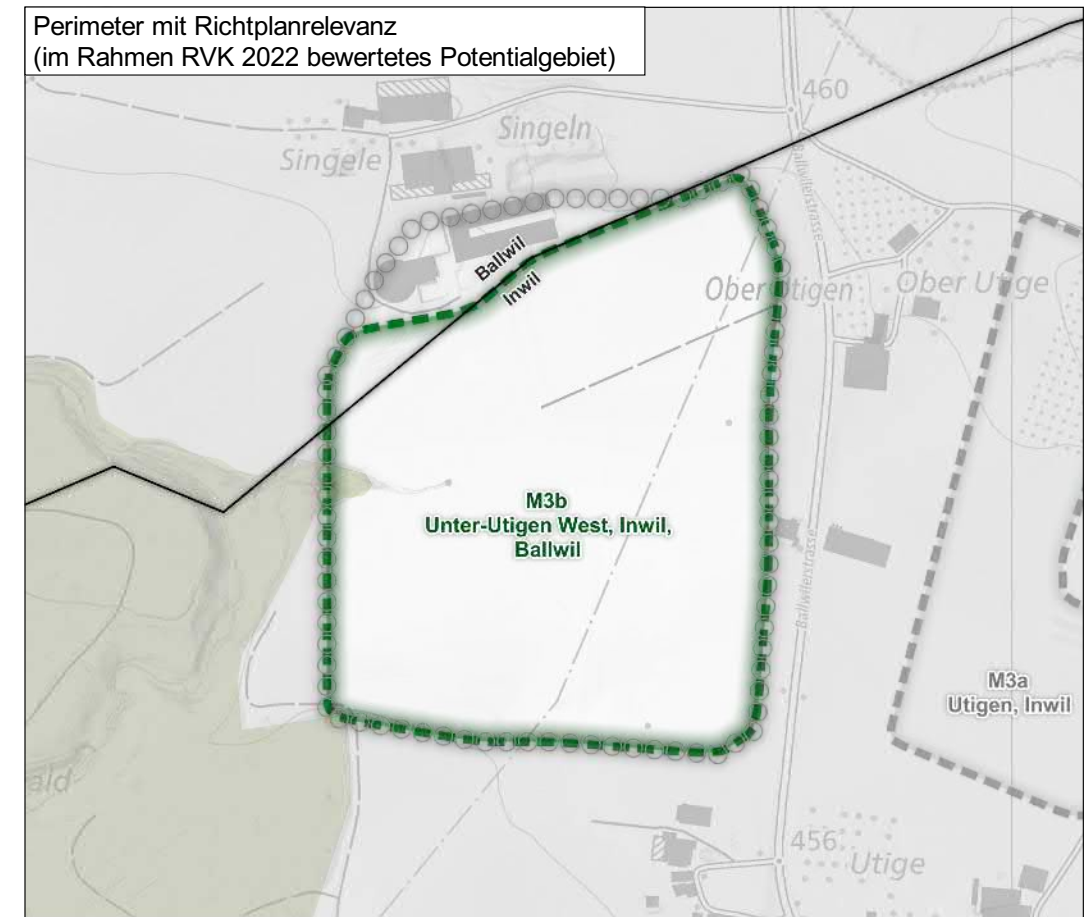 Perimeter mit Richtplanrelevanz
(im Rahmen RVK 2022 bewertetes Potentialgebiet)
460
Singeln
Singele
Ballwilerstrasse
Ballwil
Inwil
Ober Utigen
Ober Utige
M3b
Unter-Utigen West, Inwil,
Ballwil
Ballwilerstrasse
M3a
Utigen, Inwil
ald
456
Utige